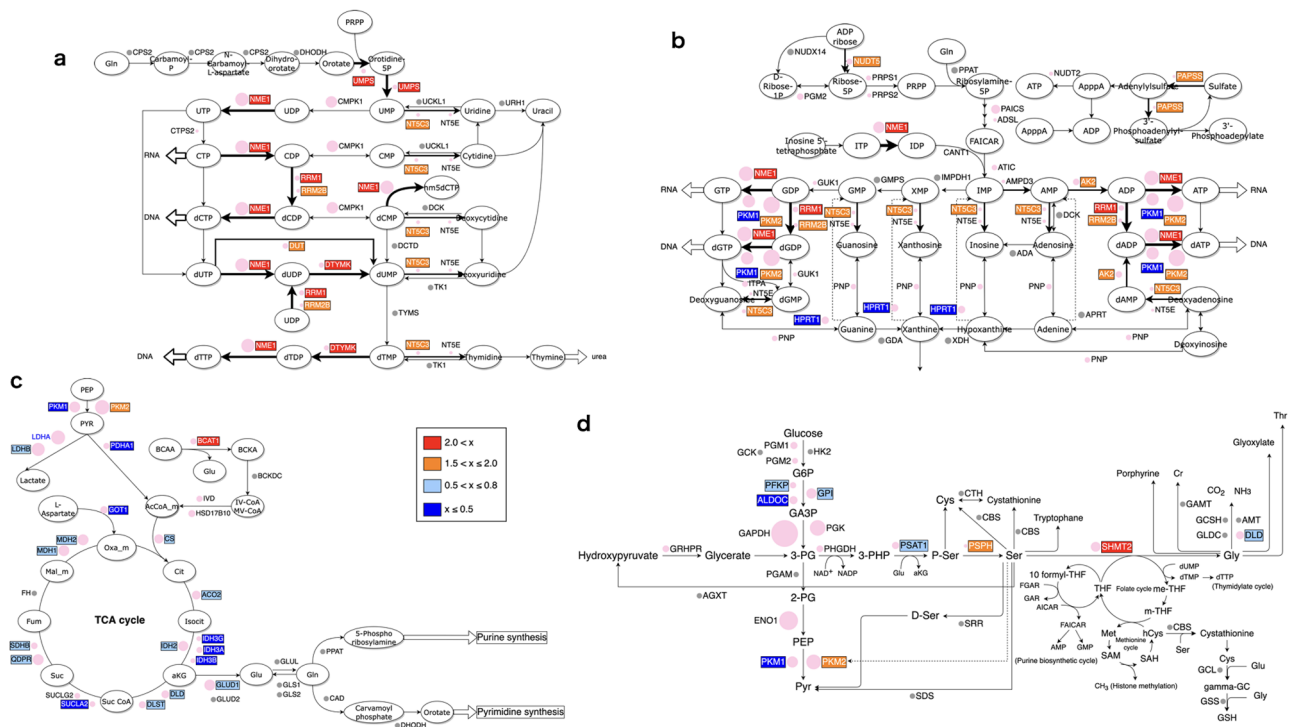 a
PRPP
CPS2
CPS2
CPS2
DHODH
Gln
Carbamoyl-P
N-Carbamoyl
L-aspartate
Dihydro-
orotate
Orotate
Orotidine-
5P
UMPS
UMPS
NME1
CMPK1
UCKL1
URH1
UTP
UDP
UMP
Uridine
Uracil
NT5C3
NT5E
CTPS2
NME1
CMPK1
UCKL1
RNA
CTP
CDP
CMP
Cytidine
NT5C3
NT5E
RRM1
RRM2B
NME1
hm5dCTP
DNA
NME1
CMPK1
DCK
dCTP
dCDP
dCMP
Deoxycytidine
NT5C3
NT5E
DUT
DCTD
NME1
DTYMK
NT5C3
NT5E
dUTP
dUDP
dUMP
Deoxyuridine
TK1
RRM1
RRM2B
UDP
TYMS
DNA
NME1
DTYMK
NT5C3
NT5E
dTTP
dTDP
dTMP
Thymidine
Thymine
urea
TK1
b
ADP
ribose
NUDX14
NUDT5
Gln
PPAT
D-
Ribose-
1P
PGM2
Ribose-
5P
PRPS1
PRPS2
PRPP
Ribosylamine-
5P
NUDT2
PAPSS
ATP
ApppA
Adenylylsulfate
Sulfate
PAPSS
PAICS
ADSL
ApppA
ADP
3'-
Phosphoadenylyl-
sulfate
3'-
Phosphoadenylate
Inosine 5'-
tetraphosphate
NME1
ITP
IDP
FAICAR
CANT1
ATIC
RNA
NME1
GUK1
GMPS
IMPDH1
AMPD3
AK2
NME1
RNA
GTP
GDP
GMP
XMP
IMP
AMP
ADP
ATP
PKM1
PKM2
RRM1
RRM2B
NT5C3
NT5E
NT5C3
NT5E
NT5C3
NT5E
NT5C3
NT5E
DCK
RRM1
RRM2B
PKM1
PKM2
DNA
NME1
NME1
DNA
dGTP
dGDP
Guanosine
Xanthosine
Inosine
Adenosine
ADA
dADP
dATP
PKM1
PKM2
GUK1
AK2
PKM1
PKM2
ITPA
NT5E
PNP
PNP
PNP
PNP
Deoxyguanosine
NT5C3
dGMP
dAMP
NT5C3
NT5E
Deoxyadenosine
HPRT1
HPRT1
HPRT1
APRT
Guanine
Xanthine
Hypoxanthine
Adenine
PNP
GDA
XDH
PNP
PNP
Deoxyinosine
c
PEP
PKM1
PKM2
PYR
LDHA
LDHB
PDHA1
BCAT1
BCAA
BCKA
Glu
BCKDC
Lactate
L-
Aspartate
GOT1
AcCoA_m
IVD
HSD17B10
IV-CoA
MV-CoA
Oxa_m
MDH2
MDH1
CS
Mal_m
Cit
FH
TCA cycle
ACO2
Fum
Isocit
SDHB
QDPR
IDH2
IDH3G
IDH3A
IDH3B
Suc
aKG
SUCLG2
SUCLA2
Suc CoA
DLST
DLD
GLUD1
GLUD2
Glu
GLUL
GLS1
GLS2
Gln
PPAT
5-Phospho
ribosylamine
Purine synthesis
CAD
Carvamoyl
phosphate
DHODH
Orotate
Pyrimidine synthesis
2.0 < x
1.5 < x ≤ 2.0
0.5 < x ≤ 0.8
x ≤ 0.5
d
Glucose
GCK
PGM1
PGM2
HK2
G6P
PFKP
ALDOC
GPI
GA3P
GAPDH
PGK
Hydroxypyruvate
GRHPR
Glycerate
3-PG
PHGDH
NAD+
NADP
3-PHP
PSAT1
Glu
aKG
P-Ser
PSPH
Ser
SHMT2
Gly
Cys
CTH
Cystathionine
CBS
CBS
Tryptophane
Porphyrine
Cr
GAMT
CO2
NH3
GCSH
GLDC
AMT
DLD
Glyoxylate
Thr
PGAM
AGXT
2-PG
ENO1
PEP
PKM1
PKM2
Pyr
D-Ser
SRR
SDS
10 formyl-THF
FGAR
GAR
AICAR
FAICAR
AMP
GMP
(Purine biosynthetic cycle)
THF
Folate cycle
me-THF
dUMP
dTMP
dTTP
(Thymidylate cycle)
m-THF
Met
Methionine
cycle
hCys
SAM
SAH
CH3 (Histone methylation)
CBS
Ser
Cystathionine
Cys
GCL
Glu
gamma-GC
GSS
Gly
GSH